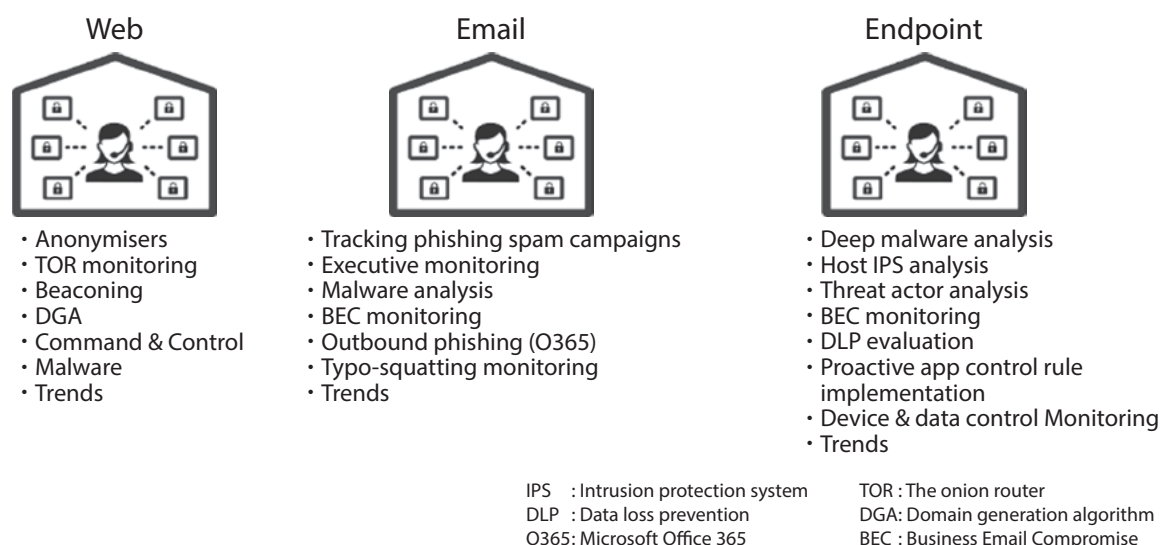 Web
• Anonymisers
• TOR monitoring
• Beaconing
• DGA
• Command & Control
• Malware
• Trends
Email
• Tracking phishing spam campaigns
• Executive monitoring
• Malware analysis
• BEC monitoring
• Outbound phishing (O365)
• Typo-squatting monitoring
• Trends
Endpoint
• Deep malware analysis
• Host IPS analysis
• Threat actor analysis
• BEC monitoring
• DLP evaluation
• Proactive app control rule
implementation
• Device & data control Monitoring
• Trends
IPS : Intrusion protection system
DLP : Data loss prevention
O365: Microsoft Office 365
TOR : The onion router
DGA: Domain generation algorithm
BEC : Business Email Compromise